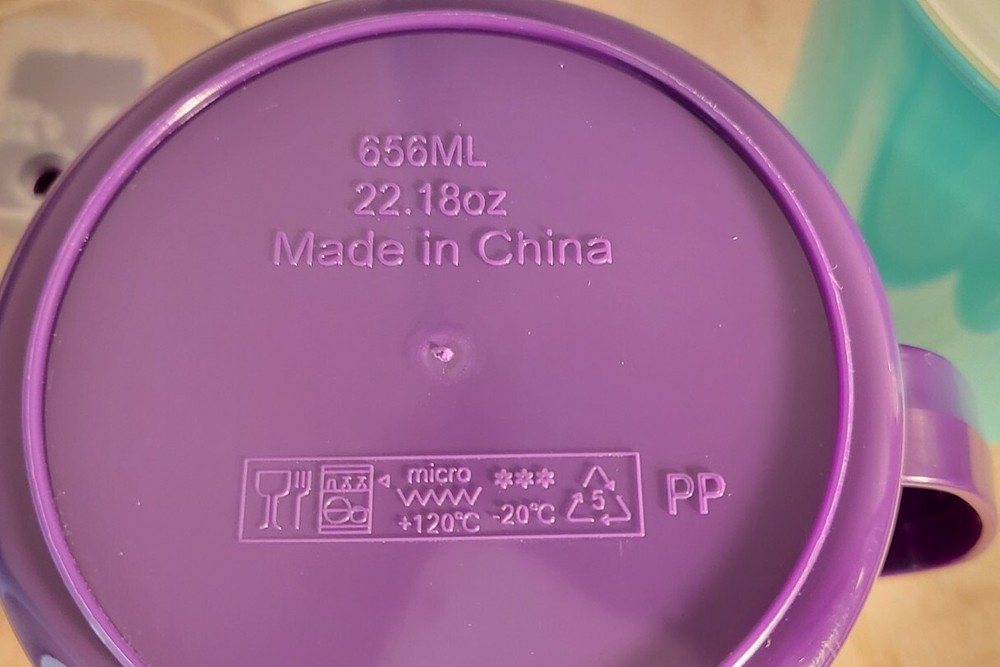 656ML
22.18oz
Made in China
micro
+120℃ -20℃
5
PP